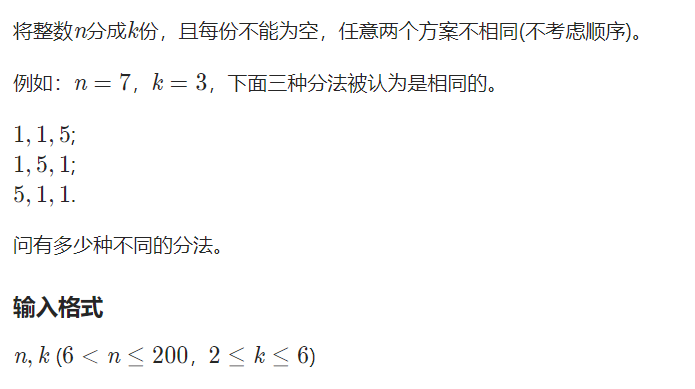 将整数n分成k份，且每份不能为空，任意两个方案不相同(不考虑顺序)。
例如：n = 7，k = 3，下面三种分法被认为是相同的。
1, 1, 5;
1, 5, 1;
5, 1, 1.
问有多少种不同的分法。
输入格式
n, k (6 < n ≤ 200，2 ≤ k ≤ 6)